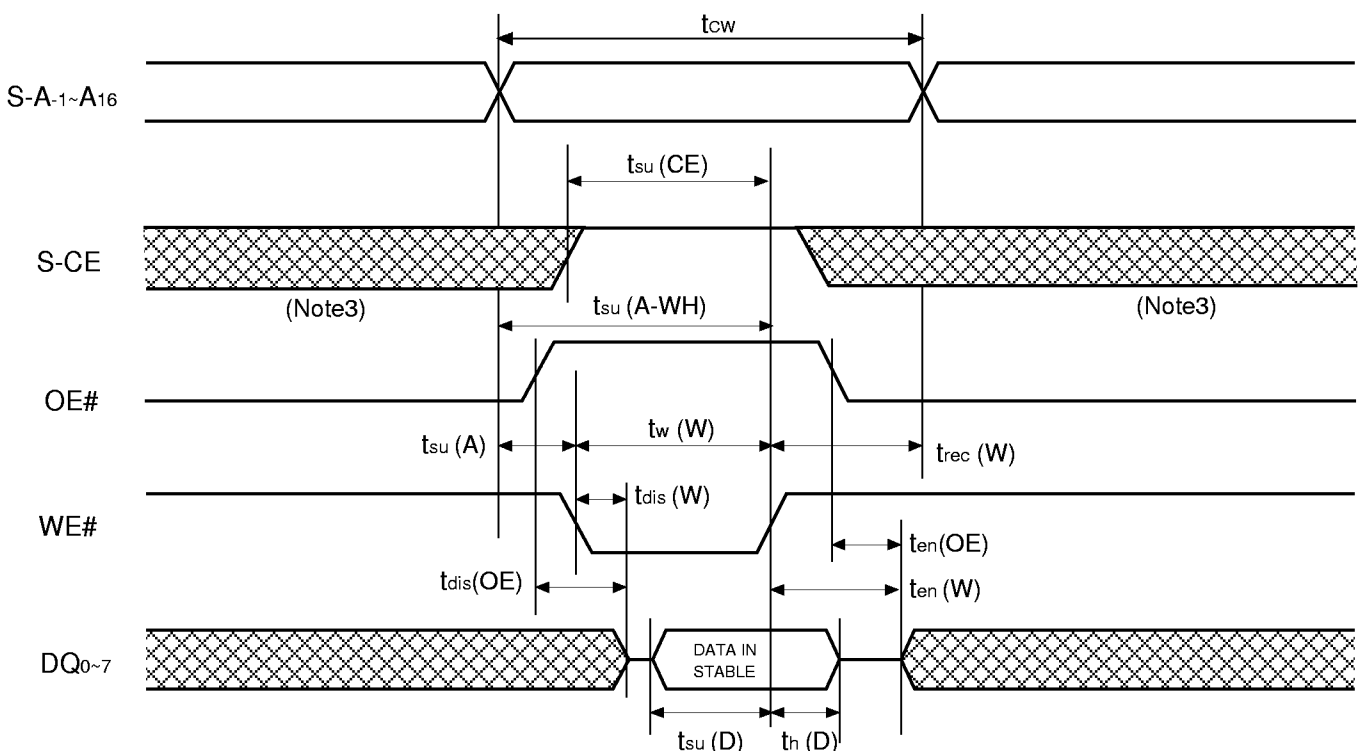 tcw
S-A-1~A16
tsu (CE)
S-CE
(Note3)
tsu (A-WH)
(Note3)
OE#
tsu (A)
tw (W)
trec (W)
tdis (W)
WE#
ten(OE)
tdis(OE)
ten (W)
DQ0~7
DATA IN
STABLE
tsu (D)
th (D)